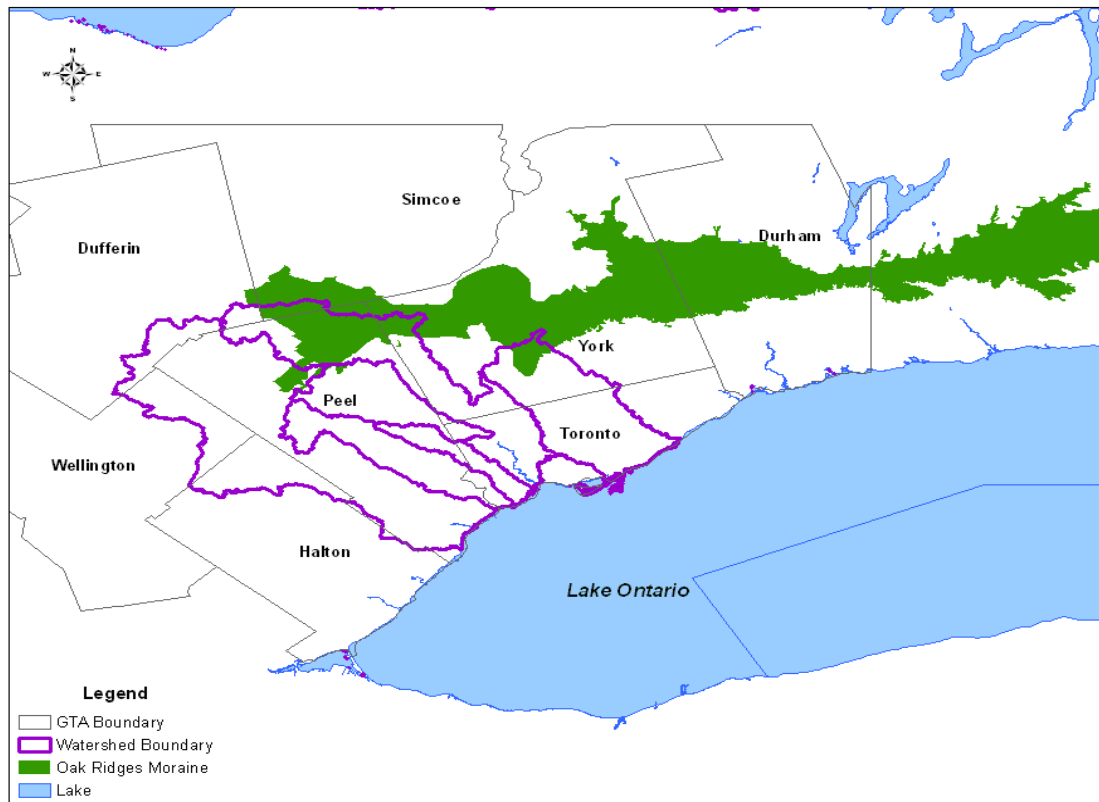 N
W E
S
Simcoe
Dufferin
Durham
York
Peel
Toronto
Wellington
Halton
Lake Ontario
Legend
GTA Boundary
Watershed Boundary
Oak Ridges Moraine
Lake